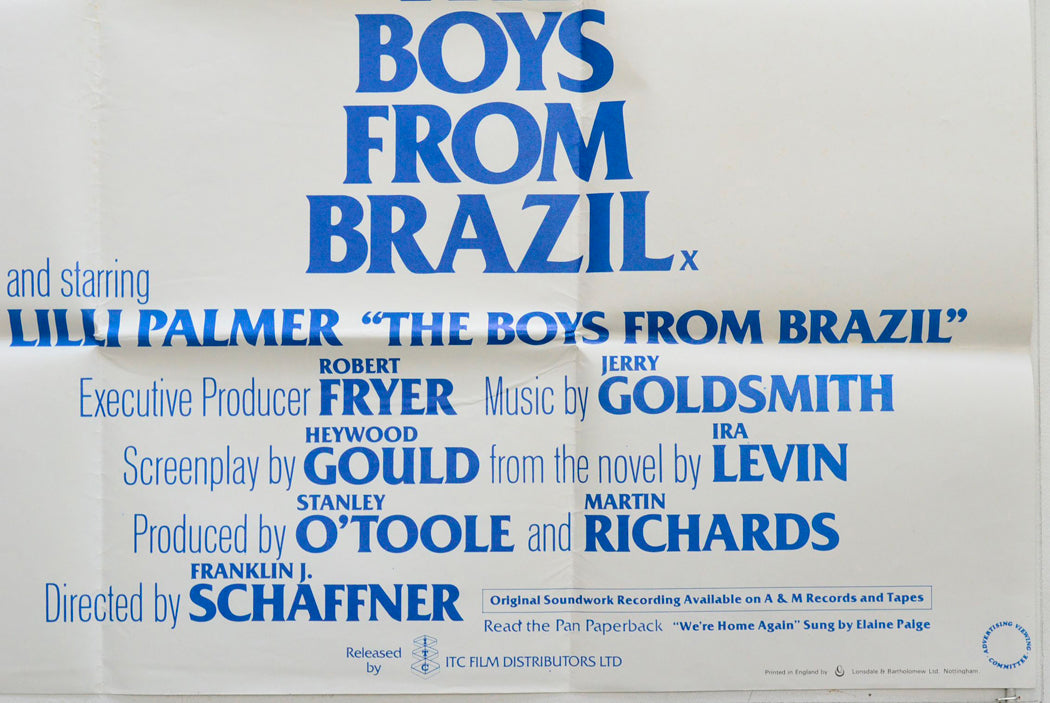 BOYS
FROM
BRAZIL X
and starring
LILLI PALMER “THE BOYS FROM BRAZIL”
Executive Producer ROBERT FRYER Music by JERRY GOLDSMITH
Screenplay by HEYWOOD GOULD from the novel by IRA LEVIN
Produced by STANLEY O'TOOLE and MARTIN RICHARDS
Directed by FRANKLIN J. SCHAFFNER
Original Soundwork Recording Available on A & M Records and Tapes
Read the Pan Paperback “We're Home Again” Sung by Elaine Paige
Released by ITC ITC FILM DISTRIBUTORS LTD
ADVERTISING VIEWING COMMITTEE
Printed in England by Lonsdale & Bartholomew Ltd. Nottingham.